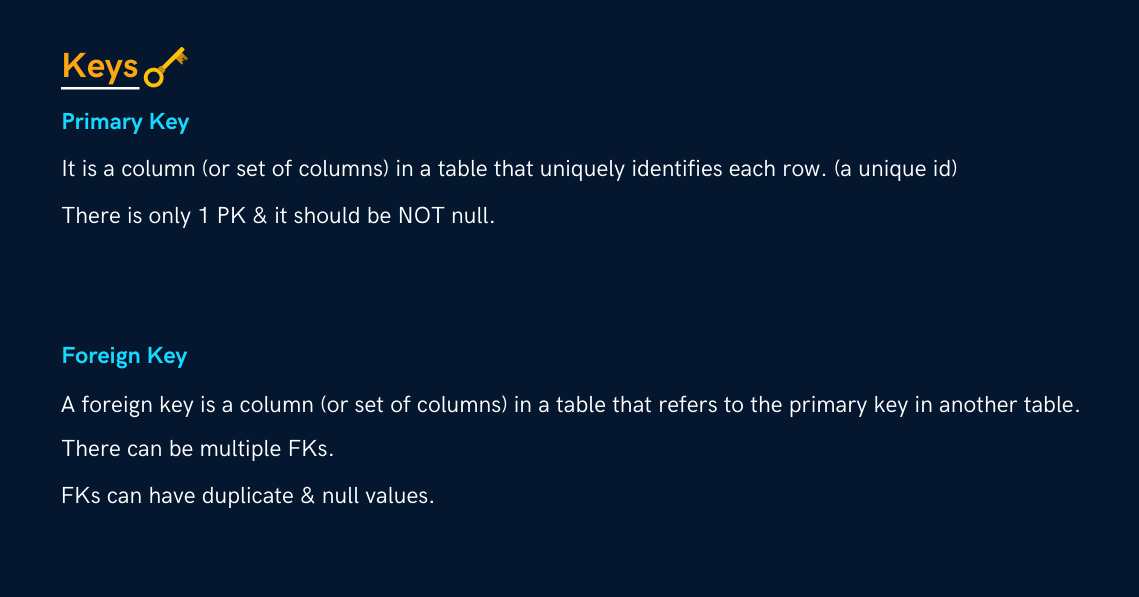 Keys
Primary Key
It is a column (or set of columns) in a table that uniquely identifies each row. (a unique id)
There is only 1 PK & it should be NOT null.
Foreign Key
A foreign key is a column (or set of columns) in a table that refers to the primary key in another table.
There can be multiple FKs.
FKs can have duplicate & null values.